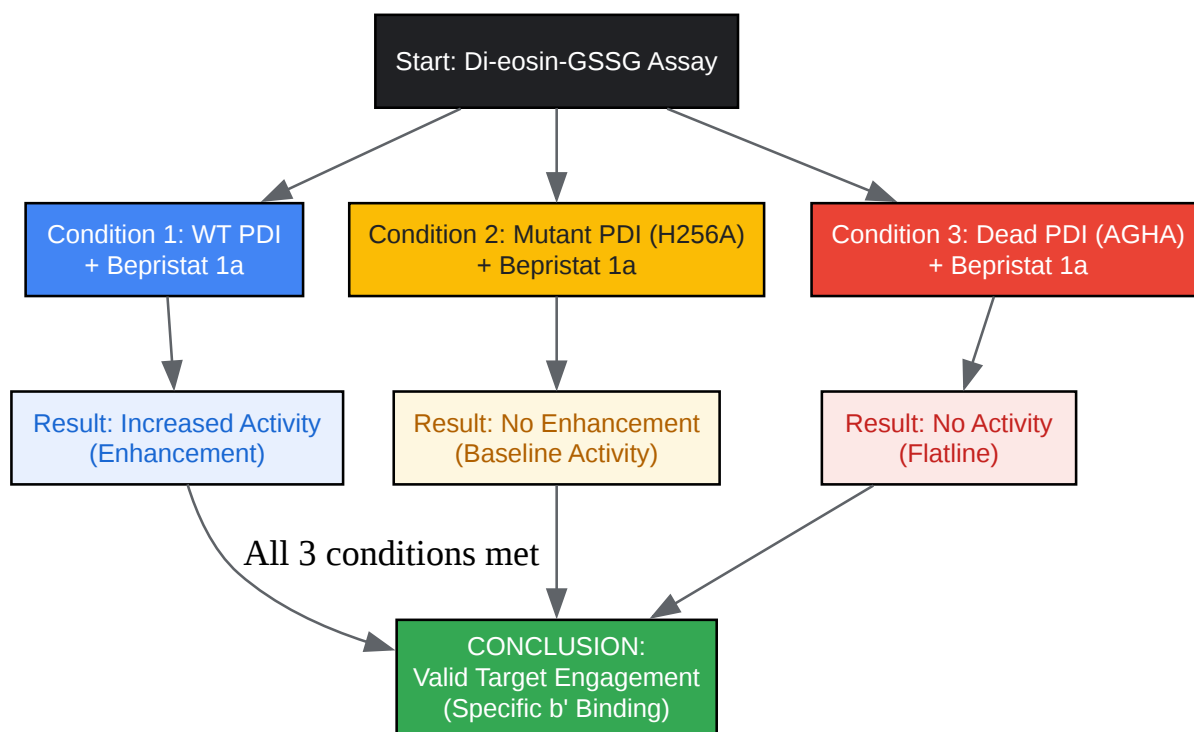 Start: Di-eosin-GSSG Assay
Condition 1: WT PDI
+ Bepristat 1a
Condition 2: Mutant PDI (H256A)
+ Bepristat 1a
Condition 3: Dead PDI (AGHA)
+ Bepristat 1a
Result: Increased Activity
(Enhancement)
Result: No Enhancement
(Baseline Activity)
Result: No Activity
(Flatline)
All 3 conditions met
CONCLUSION:
Valid Target Engagement
(Specific b' Binding)